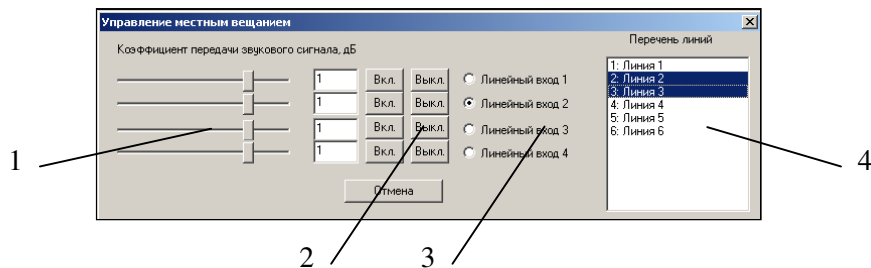 Управление местным вещанием
Коэффициент передачи звукового сигнала, дБ
Перечень линий
1 Вкл. Выкл. Линейный вход 1
1 Вкл. Выкл. Линейный вход 2
1 Вкл. Выкл. Линейный вход 3
1 Вкл. Выкл. Линейный вход 4
Отмена
1: Линия 1
2: Линия 2
3: Линия 3
4: Линия 4
5: Линия 5
6: Линия 6
1
2
3
4